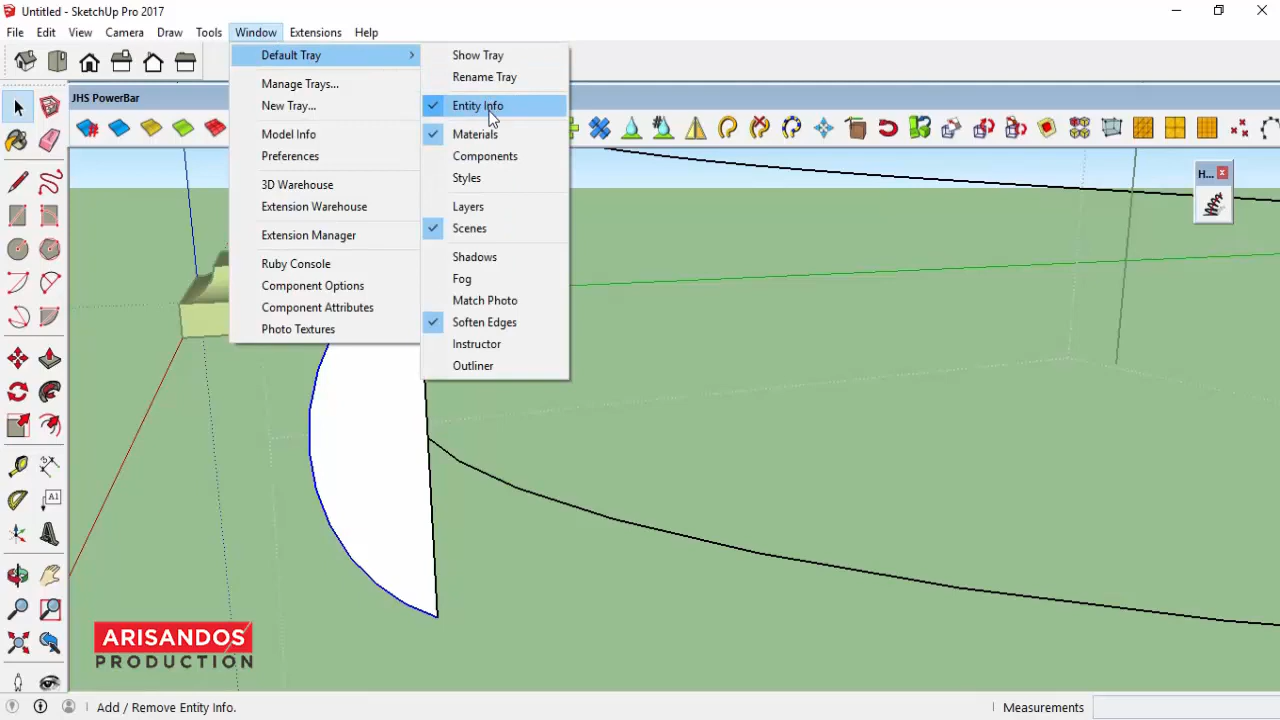 Untitled - SketchUp Pro 2017
File Edit View Camera Draw Tools Window Extensions Help
JHS PowerBar
Default Tray
Manage Trays...
New Tray...
Model Info
Preferences
3D Warehouse
Extension Warehouse
Extension Manager
Ruby Console
Component Options
Component Attributes
Photo Textures
Show Tray
Rename Tray
Entity Info
Materials
Components
Styles
Layers
Scenes
Shadows
Fog
Match Photo
Soften Edges
Instructor
Outliner
H...
A1
ARISANDOS
PRODUCTION
Add / Remove Entity Info.
Measurements